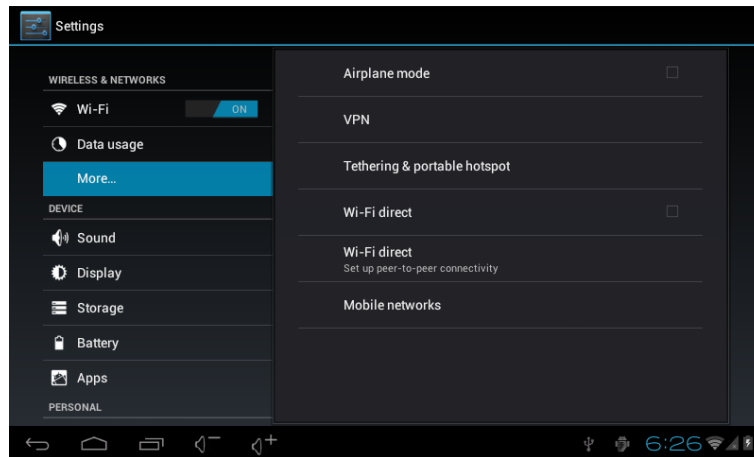 Settings
WIRELESS & NETWORKS
Wi-Fi
ON
Data usage
More...
DEVICE
Sound
Display
Storage
Battery
Apps
PERSONAL
Airplane mode
VPN
Tethering & portable hotspot
Wi-Fi direct
Wi-Fi direct
Set up peer-to-peer connectivity
Mobile networks
6:26